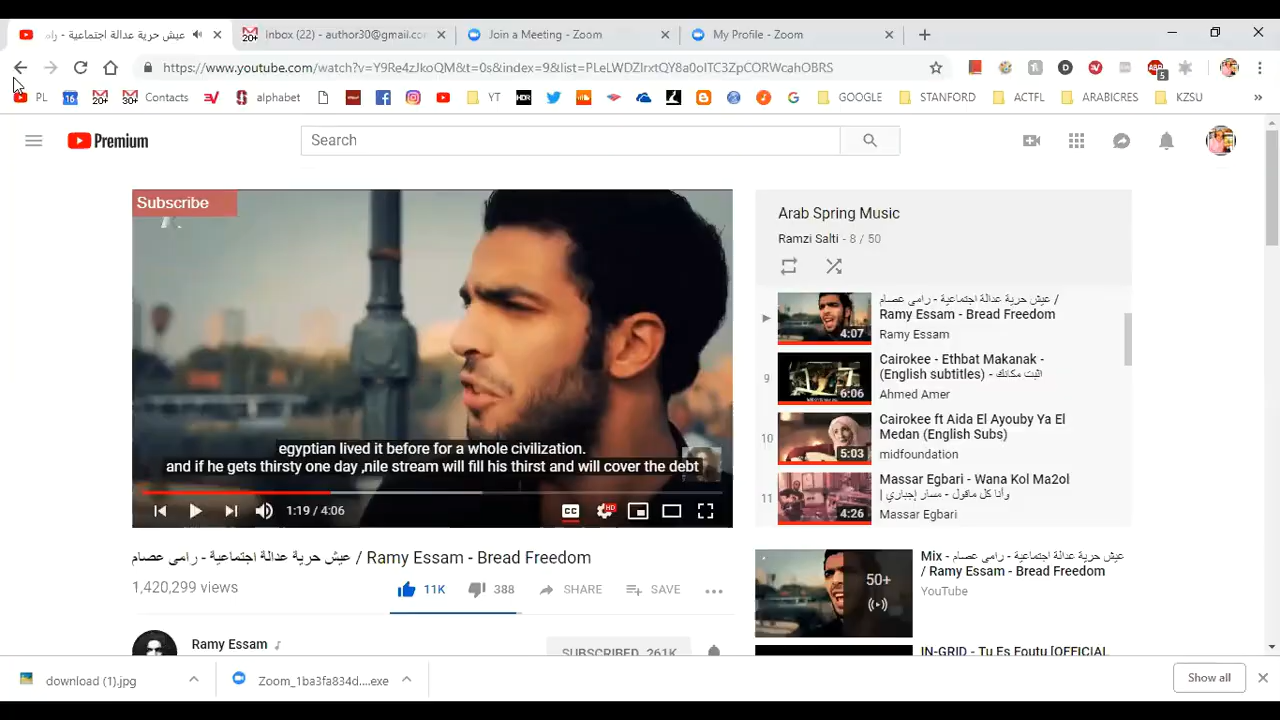 عيش حرية عدالة اجتماعية - رامي
Inbox (22) - author30@gmail.co
Join a Meeting - Zoom
My Profile - Zoom
https://www.youtube.com/watch?v=Y9Re4zJkoQM&t=0s&index=9&list=PLeLWDZIrxtQY8a0oITC3ZpCORWcahOBRS
PL
Contacts
alphabet
YT
GOOGLE
STANFORD
ACTFL
ARABICRES
KZSU
Premium
Search
Subscribe
egyptian lived it before for a whole civilization.
and if he gets thirsty one day ,nile stream will fill his thirst and will cover the debt
1:19 / 4:06
عيش حرية عدالة اجتماعية - رامى عصام / Ramy Essam - Bread Freedom
1,420,299 views
11K
388
SHARE
SAVE
Ramy Essam
SUBSCRIBED 261K
Arab Spring Music
Ramzi Salti - 8 / 50
عيش حرية عدالة اجتماعية - رامى عصام /
Ramy Essam - Bread Freedom
Ramy Essam
4:07
9
Cairokee - Ethbat Makanak -
(English subtitles) - اثبت مكانك
Ahmed Amer
6:06
10
Cairokee ft Aida El Ayouby Ya El
Medan (English Subs)
midfoundation
5:03
11
Massar Egbari - Wana Kol Ma2ol
| وأنا كل ماقول - مسار إجباري
Massar Egbari
4:26
Mix - عيش حرية عدالة اجتماعية - رامى عصام
/ Ramy Essam - Bread Freedom
YouTube
50+
IN-GRID - Tu Es Foutu [OFFICIAL
download (1).jpg
Zoom_1ba3fa834d....exe
Show all